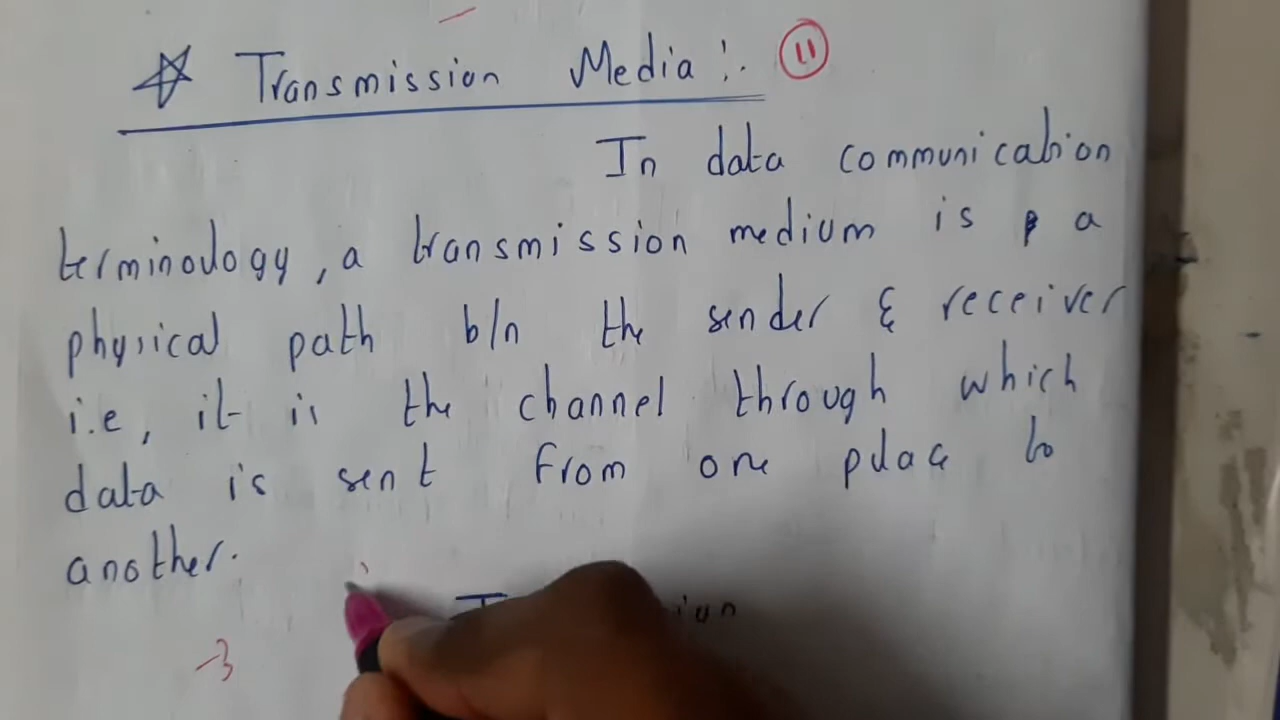 ☆ Transmission Media :- 11
In data communication
terminology, a transmission medium is a
physical path b/n the sender & receiver
i.e, it is the channel through which
data is sent from one place to
another.